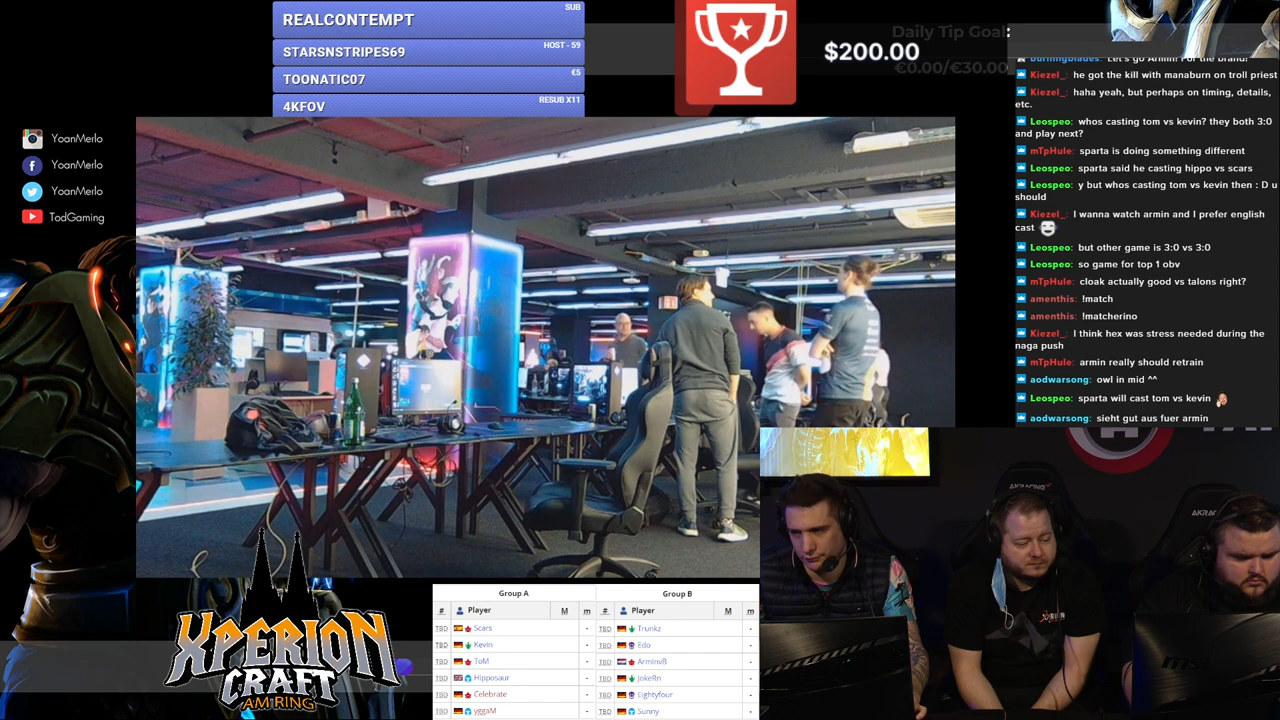 REALCONTEMPT
SUB
STARSNSTRIPES69
HOST - 59
TOONATIC07
€5
4KFOV
RESUB X11
$200.00
Daily Tip Goal:
€0.00/€30.00
YoanMerlo
YoanMerlo
YoanMerlo
TodGaming
burningblades: Let's go Armin! For the brand!
Kiezel_: he got the kill with manaburn on troll priest
Kiezel_: haha yeah, but perhaps on timing, details,
etc.
Leospeo: whos casting tom vs kevin? they both 3:0
and play next?
mTpHule: sparta is doing something different
Leospeo: sparta said he casting hippo vs scars
Leospeo: y but whos casting tom vs kevin then : D u
should
Kiezel_: I wanna watch armin and I prefer english
cast
Leospeo: but other game is 3:0 vs 3:0
Leospeo: so game for top 1 obv
mTpHule: cloak actually good vs talons right?
amenthis: !match
amenthis: !matcherino
Kiezel_: I think hex was stress needed during the
naga push
mTpHule: armin really should retrain
aodwarsong: owl in mid ^^
Leospeo: sparta will cast tom vs kevin
aodwarsong: sieht gut aus fuer armin
AKRACING
AKRAC
XPERION
XPERION
CRAFT
AM RING
Group A
# Player M m
TBD Scars -
TBD Kevin -
TBD ToM -
TBD Hipposaur -
TBD Celebrate -
TBD yggaM -
Group B
# Player M m
TBD Trunkz -
TBD Edo -
TBD ArminvB -
TBD JokeRn -
TBD Eightyfour -
TBD Sunny -